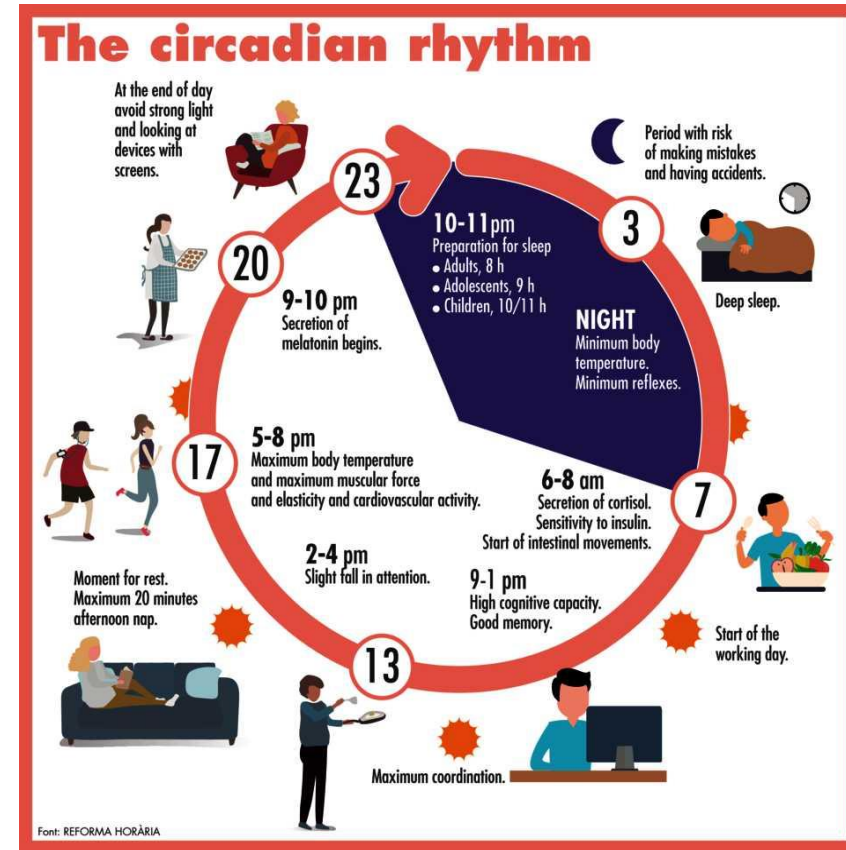 The circadian rhythm
At the end of day
avoid strong light
and looking at
devices with
screens.
Period with risk
of making mistakes
and having accidents.
23
3
10-11pm
Preparation for sleep
• Adults, 8 h
• Adolescents, 9 h
• Children, 10/11 h
20
9-10 pm
Secretion of
melatonin begins.
Deep sleep.
NIGHT
Minimum body
temperature.
Minimum reflexes.
17
5-8 pm
Maximum body temperature
and maximum muscular force
and elasticity and cardiovascular activity.
6-8 am
Secretion of cortisol.
Sensitivity to insulin.
Start of intestinal movements.
7
2-4 pm
Slight fall in attention.
9-1 pm
High cognitive capacity.
Good memory.
Moment for rest.
Maximum 20 minutes
afternoon nap.
Start of the
working day.
13
Maximum coordination.
Font: REFORMA HORÀRIA